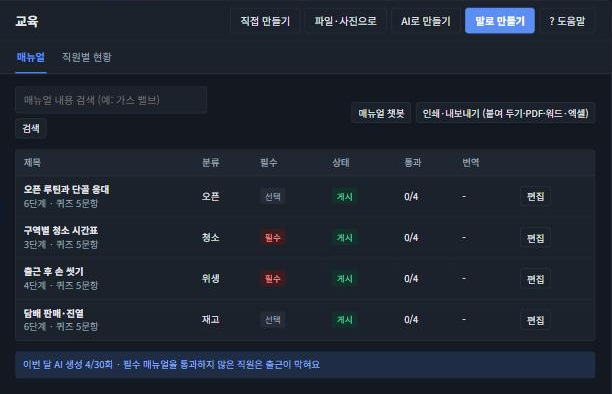 교육
직접 만들기 파일·사진으로 AI로 만들기 말로 만들기 ? 도움말
매뉴얼 직원별 현황
매뉴얼 내용 검색 (예: 가스 밸브)
검색
매뉴얼 챗봇 인쇄·내보내기 (붙여 두기·PDF·워드·엑셀)
제목 분류 필수 상태 통과 번역
오픈 루틴과 단골 응대
6단계 · 퀴즈 5문항
오픈 선택 게시 0/4 - 편집
구역별 청소 시간표
3단계 · 퀴즈 5문항
청소 필수 게시 0/4 - 편집
출근 후 손 씻기
4단계 · 퀴즈 5문항
위생 필수 게시 0/4 - 편집
담배 판매·진열
6단계 · 퀴즈 5문항
재고 선택 게시 0/4 - 편집
이번 달 AI 생성 4/30회 · 필수 매뉴얼을 통과하지 않은 직원은 출근이 막혀요